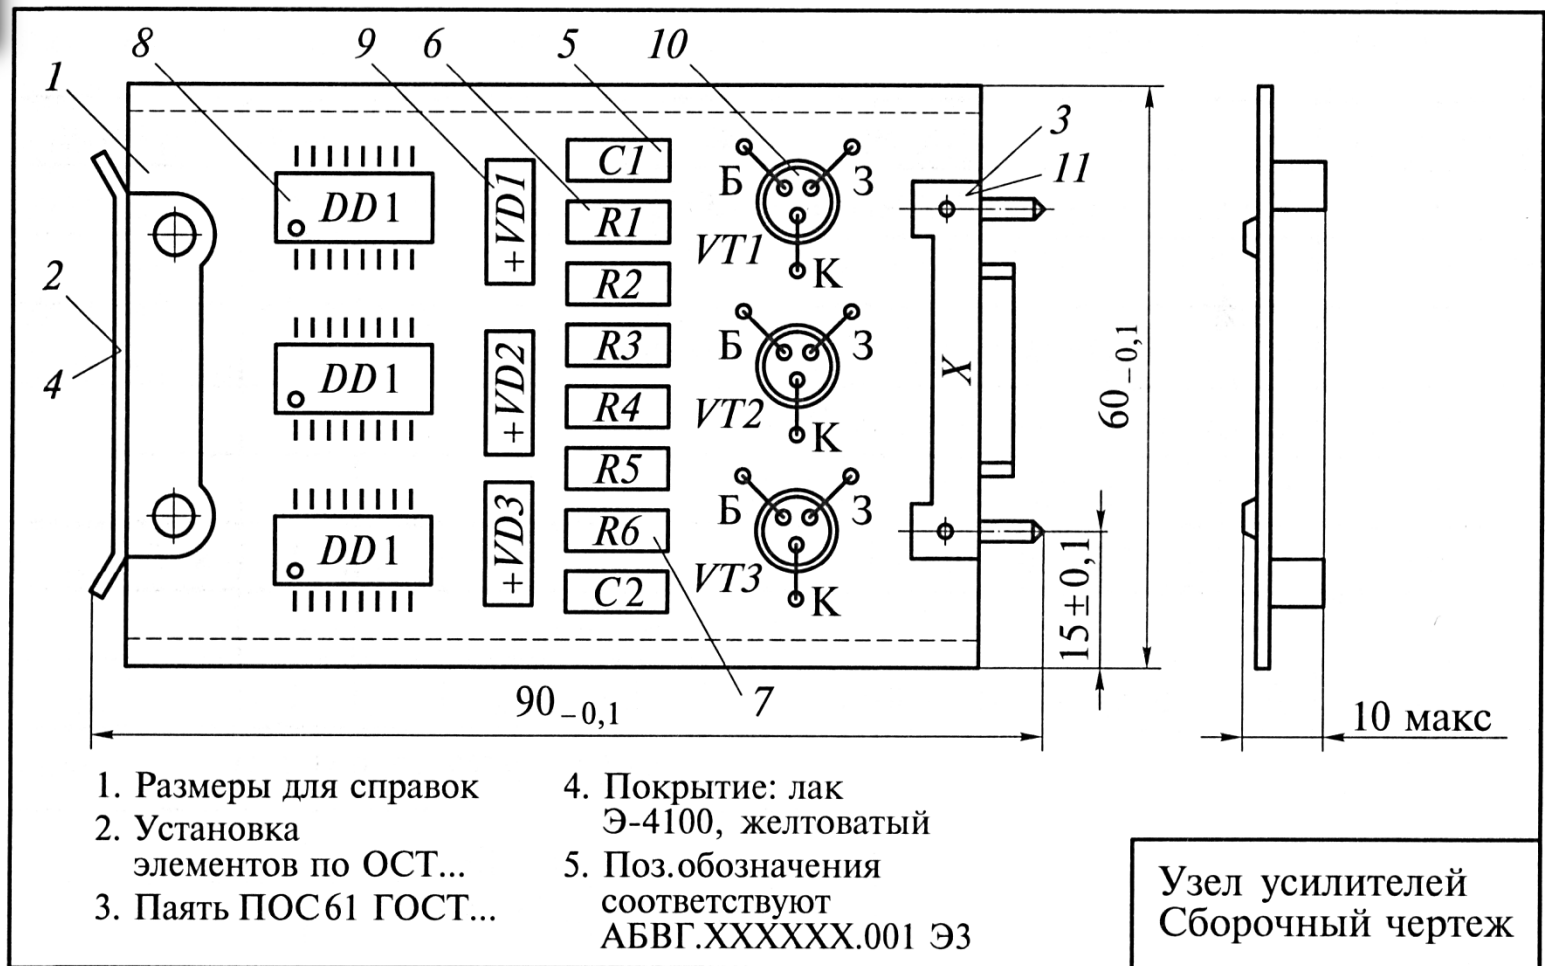 8 9 6 5 10
1
3
11
C1
DD1
+VD1
Б З
R1
VT1
К
R2
2
Б З
R3
60−0,1
DD1
+VD2
X
4
R4
VT2
К
R5
Б З
R6
DD1
+VD3
15±0,1
VT3
C2
К
90−0,1
7
10 макс
1. Размеры для справок
2. Установка
элементов по ОСТ...
3. Паять ПОС61 ГОСТ...
4. Покрытие: лак
Э-4100, желтоватый
5. Поз.обозначения
соответствуют
АБВГ.ХХХХХХ.001 Э3
Узел усилителей
Сборочный чертеж